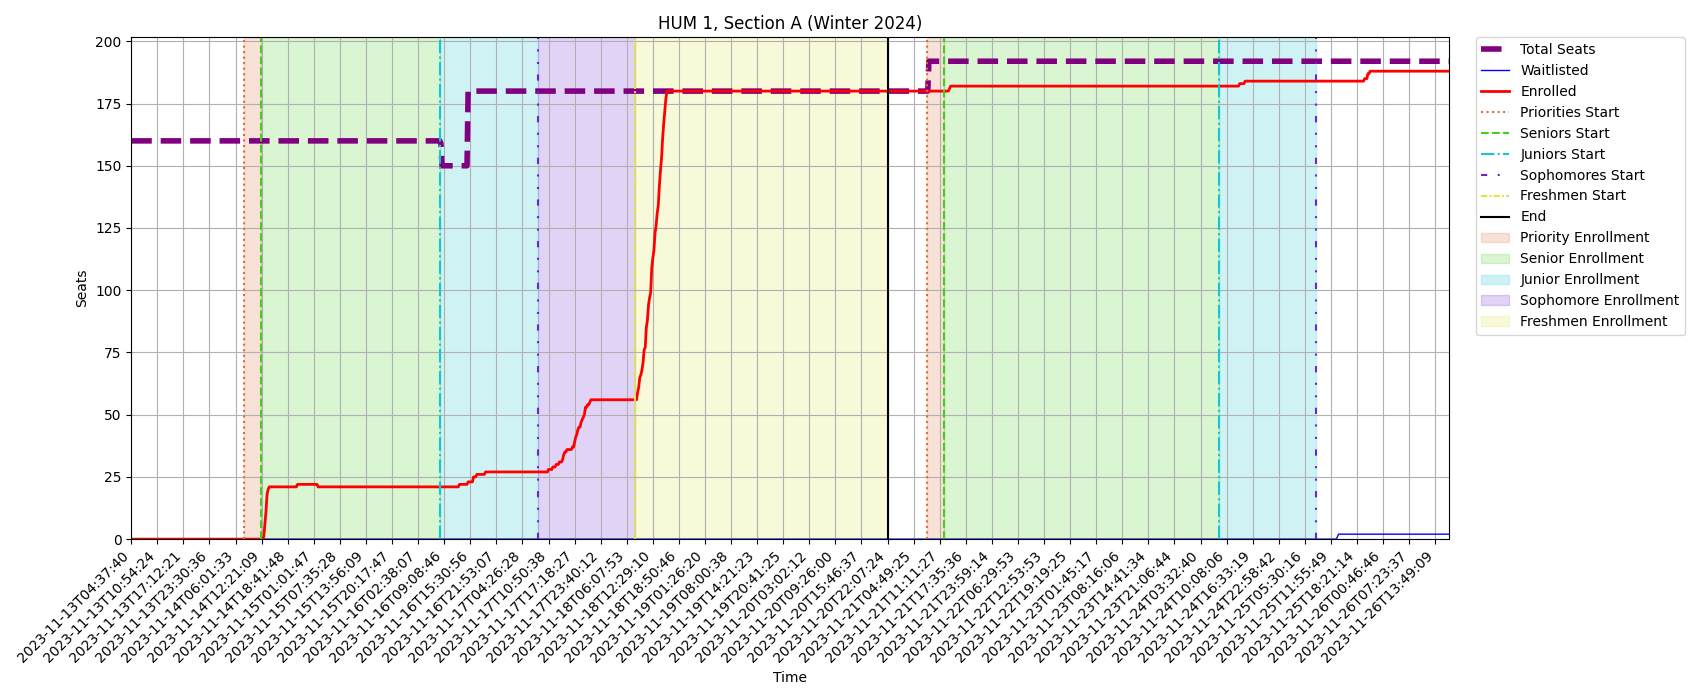 HUM 1, Section A (Winter 2024)
200
175
150
125
100
75
50
25
0
Seats
2023-11-13T04:37:40
2023-11-13T10:54:24
2023-11-13T17:12:21
2023-11-13T23:30:36
2023-11-14T06:01:33
2023-11-14T12:21:09
2023-11-14T18:41:48
2023-11-15T01:01:47
2023-11-15T07:35:28
2023-11-15T13:56:09
2023-11-15T20:17:47
2023-11-16T02:38:07
2023-11-16T09:08:46
2023-11-16T15:30:56
2023-11-16T21:53:07
2023-11-17T04:26:28
2023-11-17T10:50:38
2023-11-17T17:18:27
2023-11-17T23:40:12
2023-11-18T06:07:53
2023-11-18T12:29:10
2023-11-18T18:50:46
2023-11-19T01:26:20
2023-11-19T08:00:38
2023-11-19T14:21:23
2023-11-19T20:41:25
2023-11-20T03:02:12
2023-11-20T09:26:00
2023-11-20T15:46:37
2023-11-20T22:07:24
2023-11-21T04:49:25
2023-11-21T11:11:27
2023-11-21T17:35:36
2023-11-21T23:59:14
2023-11-22T06:29:53
2023-11-22T12:53:53
2023-11-22T19:19:25
2023-11-23T01:45:17
2023-11-23T08:16:06
2023-11-23T14:41:34
2023-11-23T21:06:44
2023-11-24T03:32:40
2023-11-24T10:08:06
2023-11-24T16:33:19
2023-11-24T22:58:42
2023-11-25T05:30:16
2023-11-25T11:55:49
2023-11-25T18:21:14
2023-11-26T00:46:46
2023-11-26T07:23:37
2023-11-26T13:49:09
Time
Total Seats
Waitlisted
Enrolled
Priorities Start
Seniors Start
Juniors Start
Sophomores Start
Freshmen Start
End
Priority Enrollment
Senior Enrollment
Junior Enrollment
Sophomore Enrollment
Freshmen Enrollment